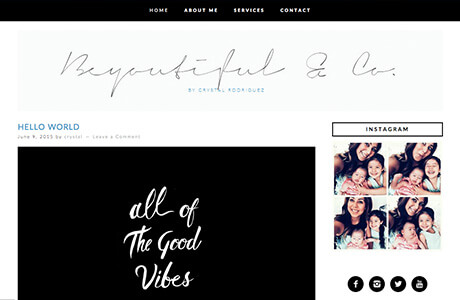 HOME ABOUT ME SERVICES CONTACT
Beyoutiful & Co.
BY CRYSTAL RODRIGUEZ
HELLO WORLD
June 9, 2015 by crystal — Leave a Comment
all of
The Good
Vibes
INSTAGRAM